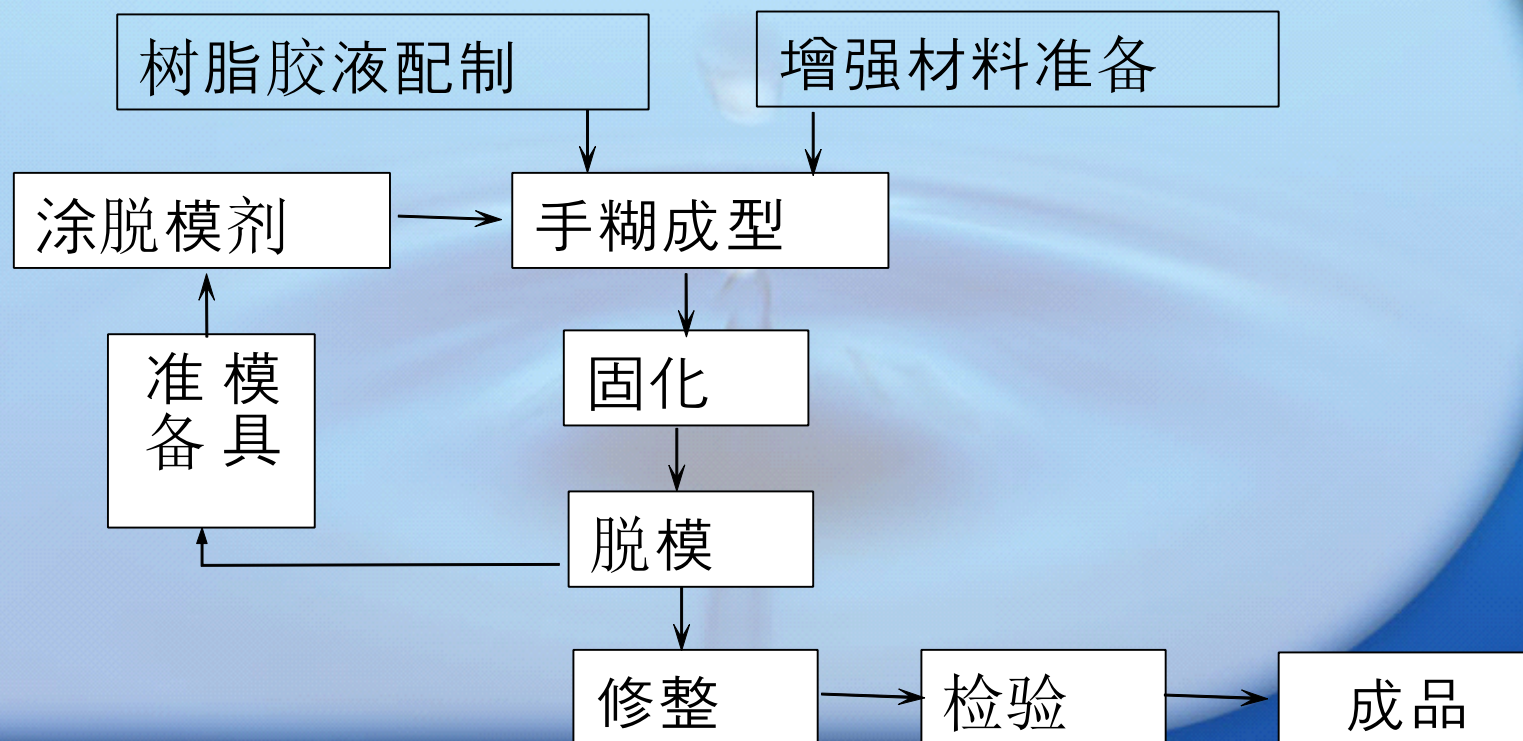 树脂胶液配制
增强材料准备
涂脱模剂
手糊成型
准 模
备 具
固化
脱模
修整
检验
成品